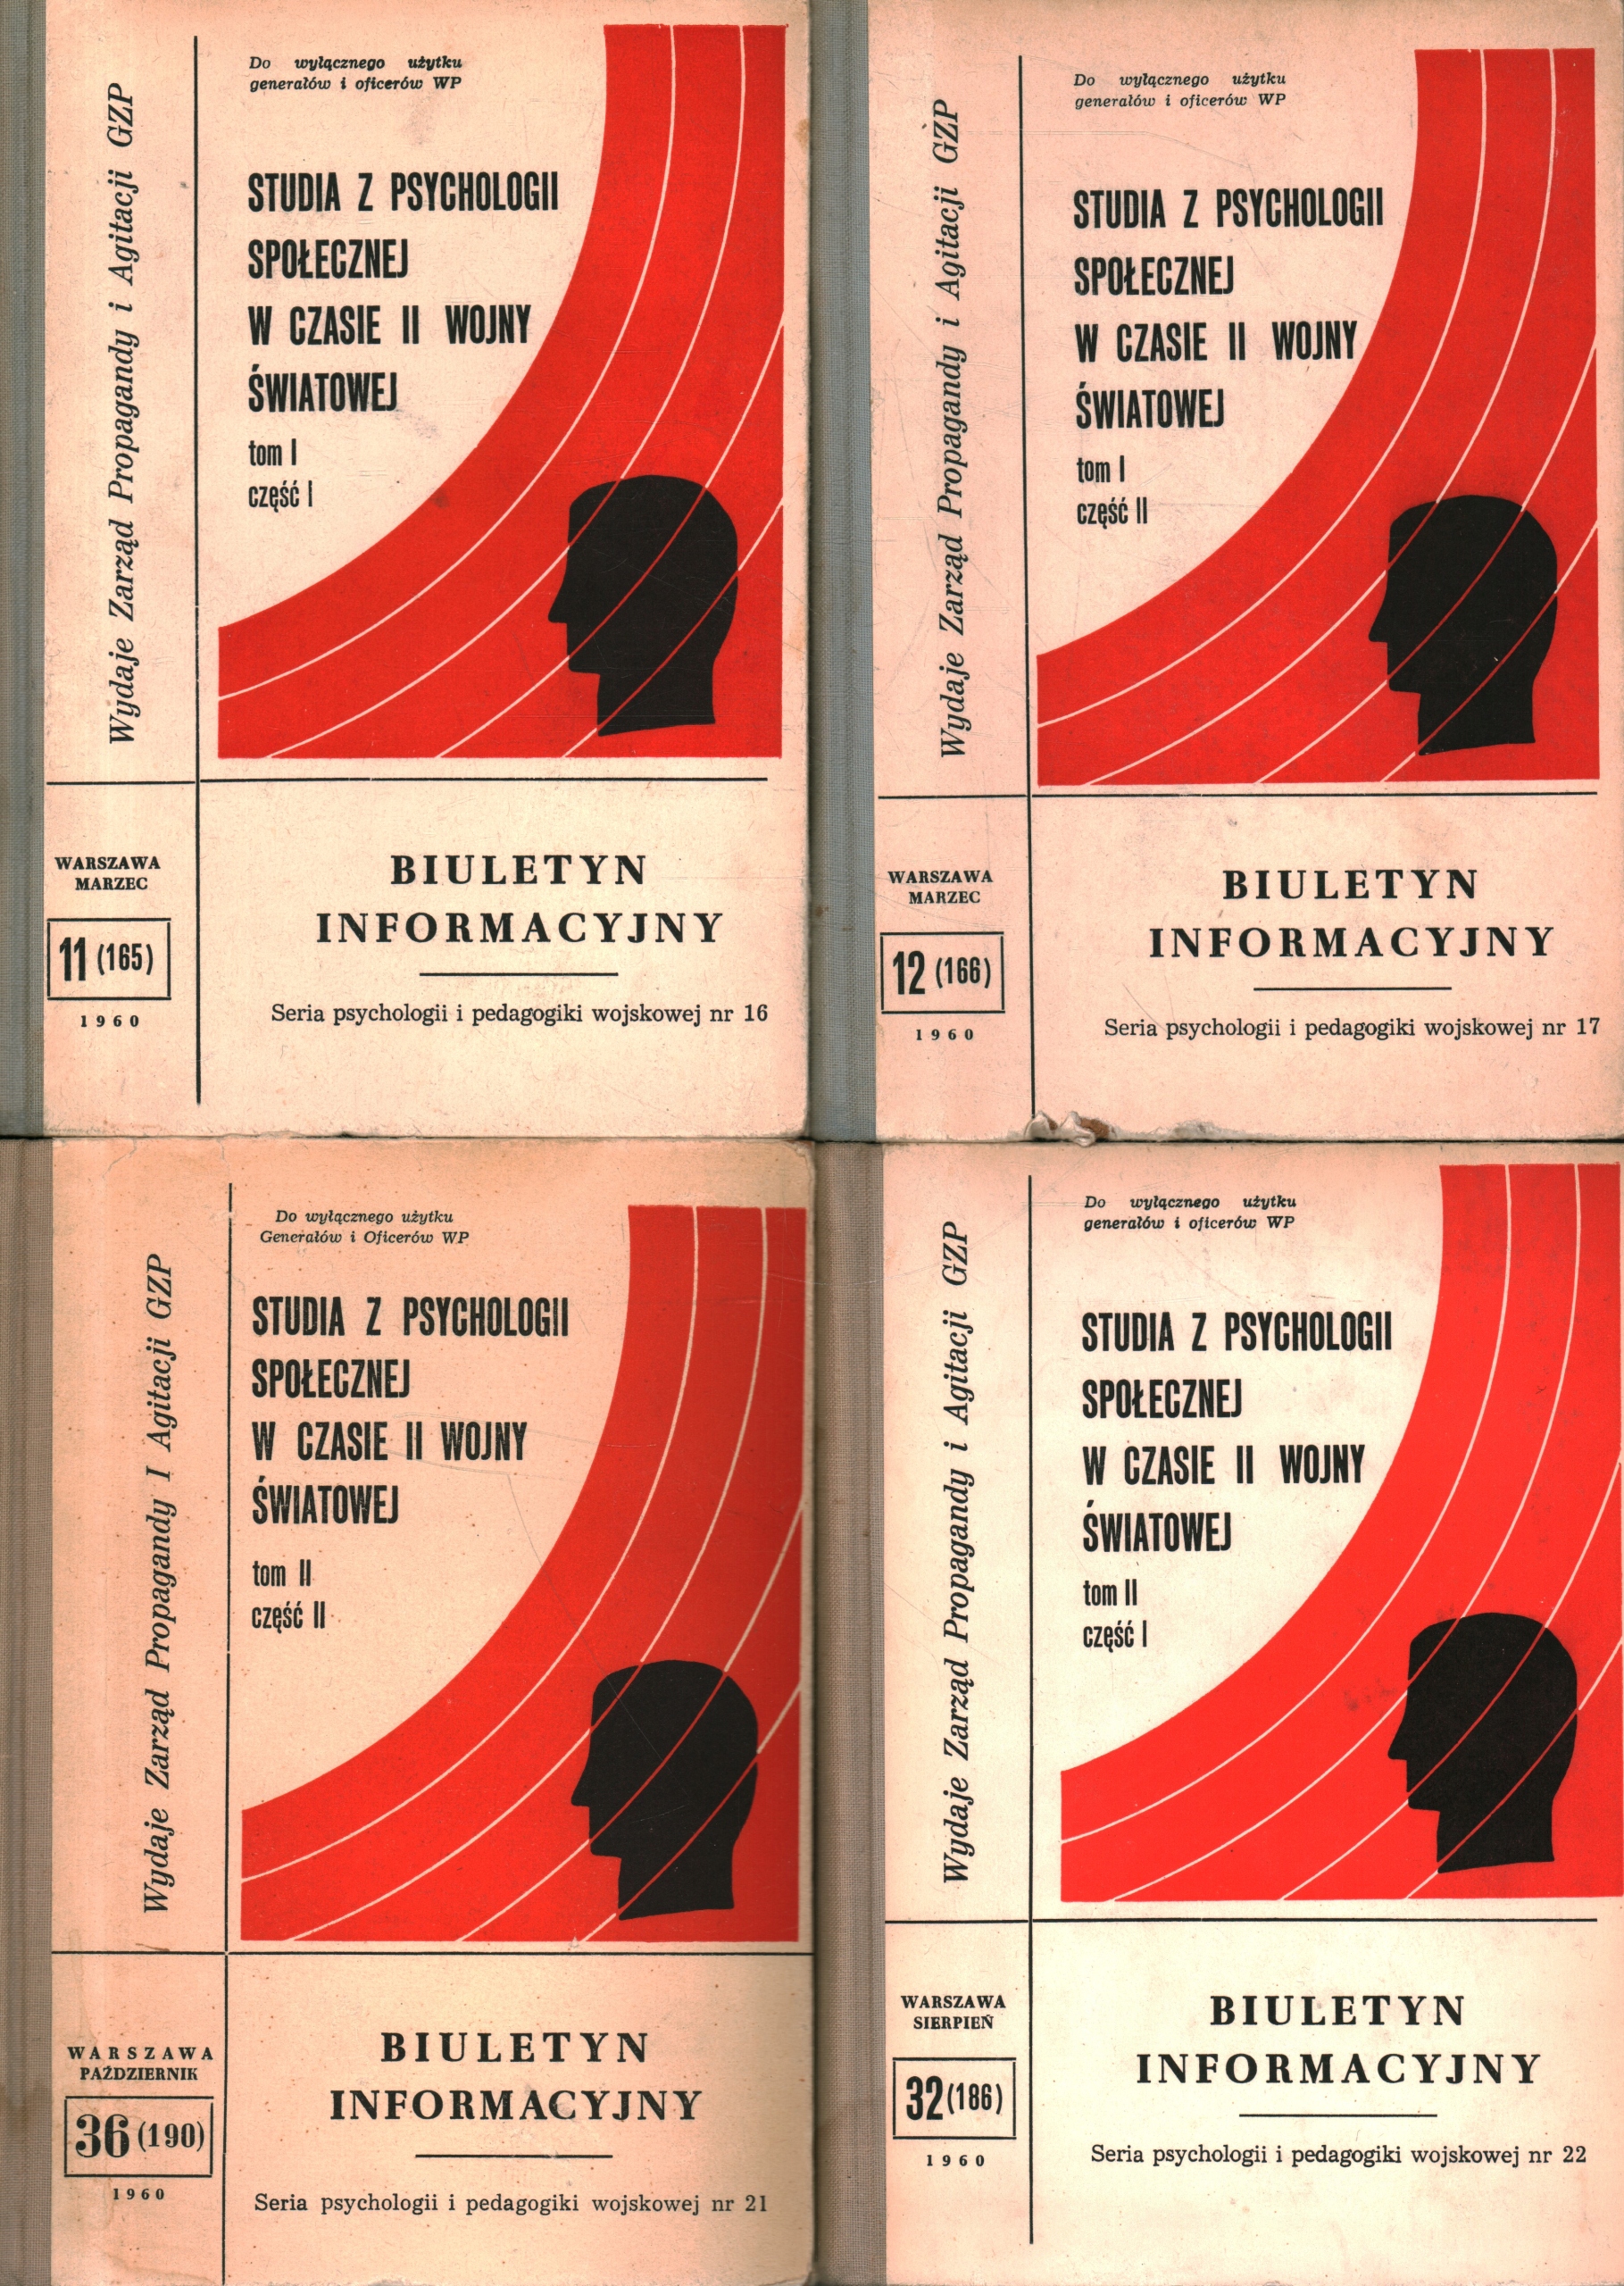 Do wyłącznego użytku
generałów i oficerów WP
Wydaje Zarząd Propagandy i Agitacji GZP
STUDIA Z PSYCHOLOGII
SPOŁECZNEJ
W CZASIE II WOJNY
ŚWIATOWEJ
tom I
część I
WARSZAWA
MARZEC
11 (165)
1960
BIULETYN
INFORMACYJNY
Seria psychologii i pedagogiki wojskowej nr 16
Do wyłącznego użytku
generałów i oficerów WP
Wydaje Zarząd Propagandy i Agitacji GZP
STUDIA Z PSYCHOLOGII
SPOŁECZNEJ
W CZASIE II WOJNY
ŚWIATOWEJ
tom I
część II
WARSZAWA
MARZEC
12 (166)
1960
BIULETYN
INFORMACYJNY
Seria psychologii i pedagogiki wojskowej nr 17
Do wyłącznego użytku
Generałów i Oficerów WP
Wydaje Zarząd Propagandy I Agitacji GZP
STUDIA Z PSYCHOLOGII
SPOŁECZNEJ
W CZASIE II WOJNY
ŚWIATOWEJ
tom II
część II
WARSZAWA
PAŹDZIERNIK
36 (190)
1960
BIULETYN
INFORMACYJNY
Seria psychologii i pedagogiki wojskowej nr 21
Do wyłącznego użytku
generałów i oficerów WP
Wydaje Zarząd Propagandy i Agitacji GZP
STUDIA Z PSYCHOLOGII
SPOŁECZNEJ
W CZASIE II WOJNY
ŚWIATOWEJ
tom II
część I
WARSZAWA
SIERPIEŃ
32 (186)
1960
BIULETYN
INFORMACYJNY
Seria psychologii i pedagogiki wojskowej nr 22